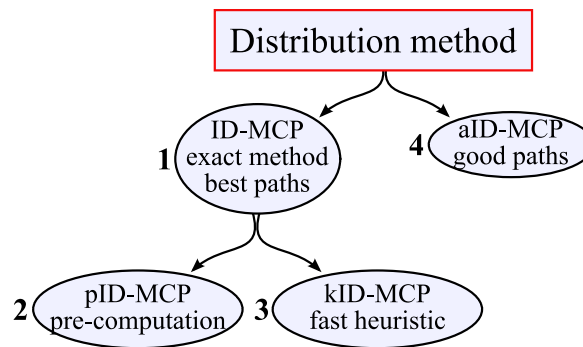 Distribution method
1
ID-MCP
exact method
best paths
4
aID-MCP
good paths
2
pID-MCP
pre-computation
3
kID-MCP
fast heuristic